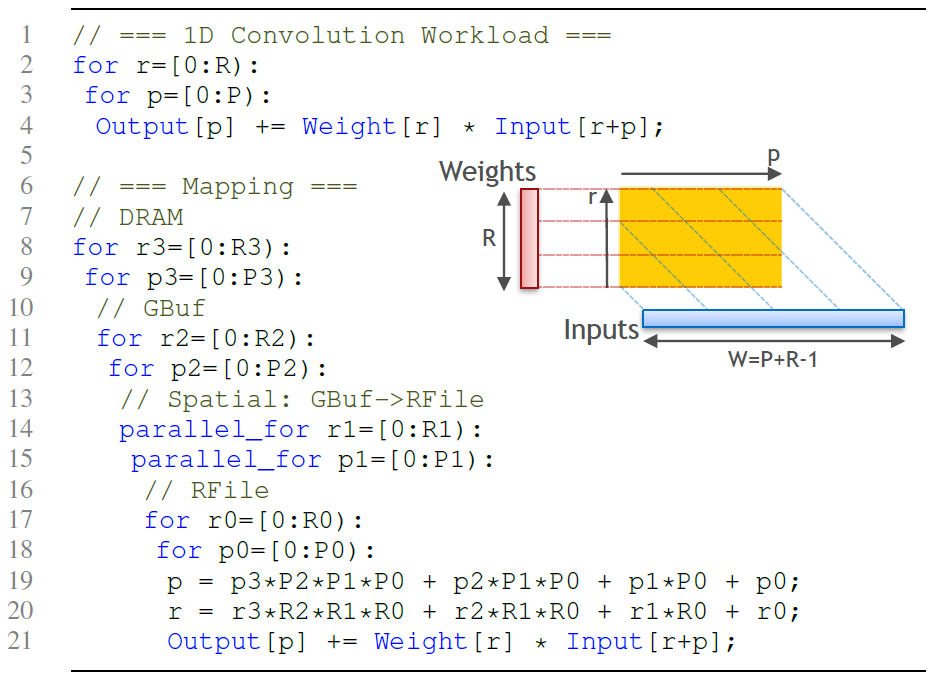 1 // === 1D Convolution Workload ===
2 for r=[0:R):
3 for p=[0:P):
4 Output[p] += Weight[r] * Input[r+p];
5
6 // === Mapping ===
7 // DRAM
8 for r3=[0:R3):
9 for p3=[0:P3):
10 // GBuf
11 for r2=[0:R2):
12 for p2=[0:P2):
13 // Spatial: GBuf->RFile
14 parallel_for r1=[0:R1):
15 parallel_for p1=[0:P1):
16 // RFile
17 for r0=[0:R0):
18 for p0=[0:P0):
19 p = p3*P2*P1*P0 + p2*P1*P0 + p1*P0 + p0;
20 r = r3*R2*R1*R0 + r2*R1*R0 + r1*R0 + r0;
21 Output[p] += Weight[r] * Input[r+p];
p
Weights
r
R
Inputs
W=P+R-1